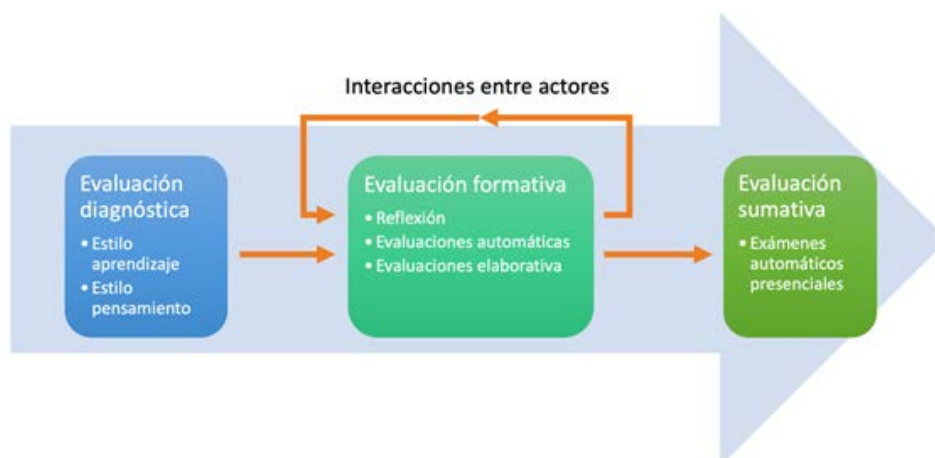 Interacciones entre actores
Evaluación
diagnóstica
• Estilo
aprendizaje
• Estilo
pensamiento
Evaluación formativa
• Reflexión
• Evaluaciones automáticas
• Evaluaciones elaborativa
Evaluación
sumativa
• Exámenes
automáticos
presenciales